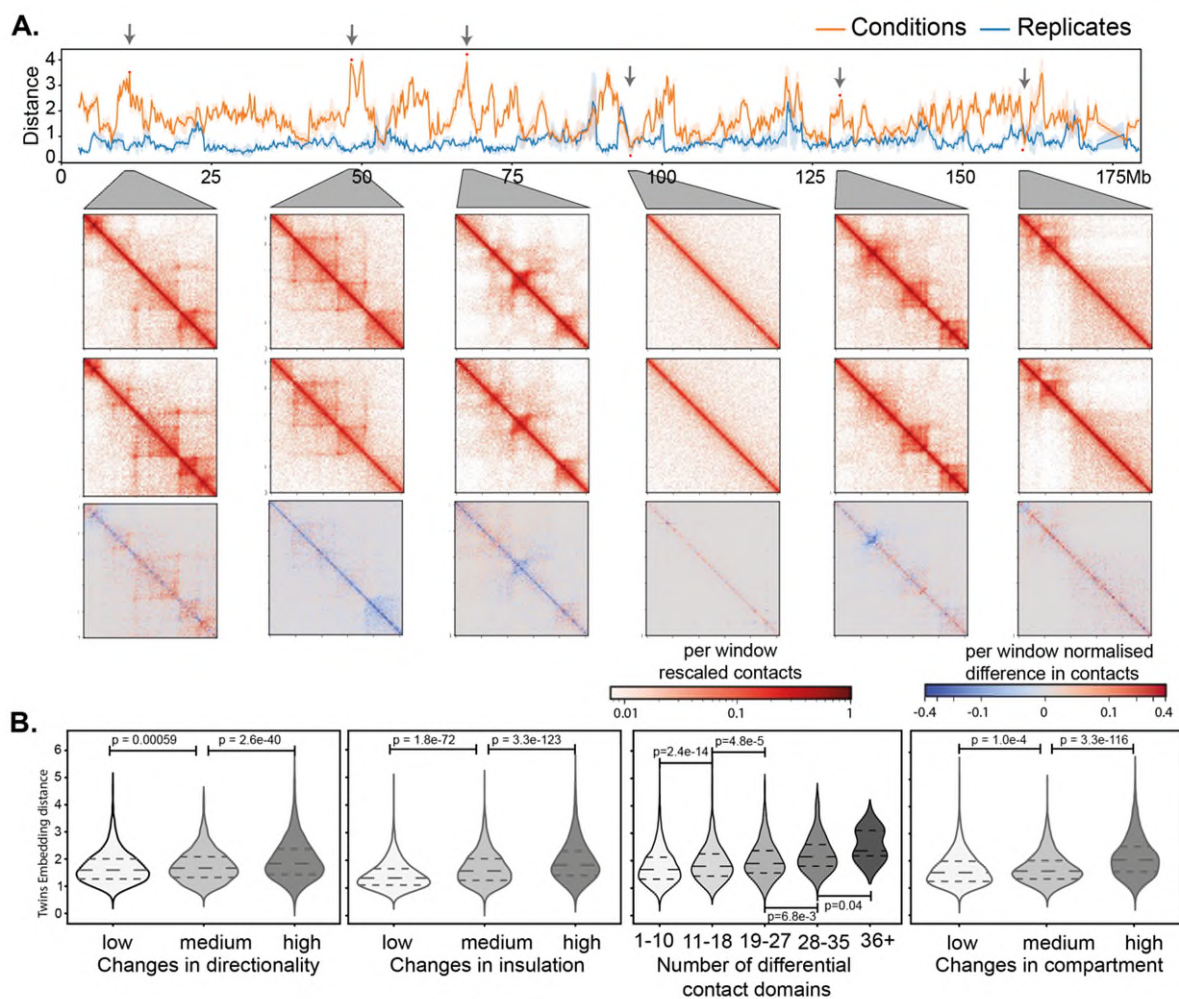 A.
Conditions Replicates
Distance
4
3
2
1
0
0 25 50 75 100 125 150 175Mb
per window
rescaled contacts
0.01 0.1 1
per window normalised
difference in contacts
-0.4 -0.1 0 0.1 0.4
B.
Twins Embedding distance
6
5
4
3
2
1
0
p = 0.00059 p = 2.6e-40
low medium high
Changes in directionality
p = 1.8e-72 p = 3.3e-123
low medium high
Changes in insulation
p=2.4e-14 p=4.8e-5
p=6.8e-3 p=0.04
1-10 11-18 19-27 28-35 36+
Number of differential
contact domains
p = 1.0e-4 p = 3.3e-116
low medium high
Changes in compartment